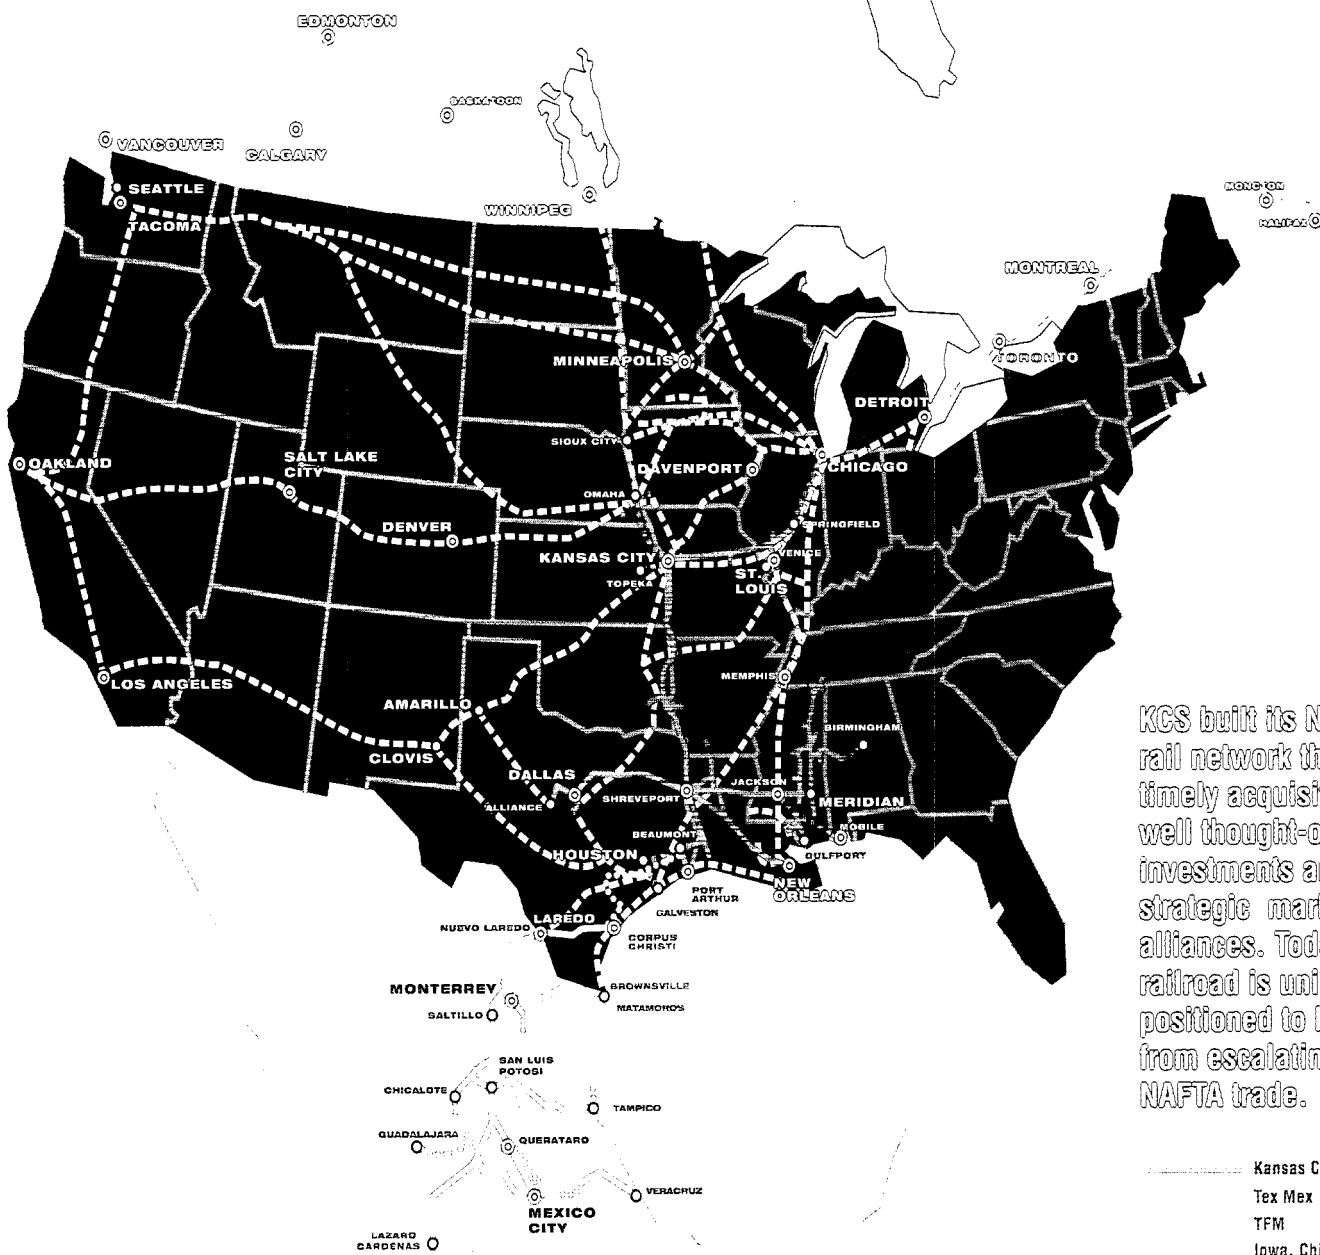 EDMONTON
SASKATOON
VANCOUVER
CALGARY
WINNIPEG
MONCTON
HALIFAX
SEATTLE
TACOMA
MONTREAL
TORONTO
MINNEAPOLIS
DETROIT
SIOUX CITY
OAKLAND
SALT LAKE
CITY
DAVENPORT
CHICAGO
OMAHA
DENVER
SPRINGFIELD
KANSAS CITY
VENICE
TOPEKA
ST.
LOUIS
LOS ANGELES
MEMPHIS
AMARILLO
BIRMINGHAM
CLOVIS
DALLAS
JACKSON
ALLIANCE
SHREVEPORT
MERIDIAN
BEAUMONT
MOBILE
HOUSTON
GULFPORT
NEW
ORLEANS
PORT
ARTHUR
GALVESTON
LAREDO
NUEVO LAREDO
CORPUS
CHRISTI
MONTERREY
BROWNSVILLE
MATAMOROS
SALTILLO
SAN LUIS
POTOSI
CHICALOTE
TAMPICO
GUADALAJARA
QUERATARO
VERACRUZ
MEXICO
CITY
LAZARO
CARDENAS
KCS built its N
rail network th
timely acquisi
well thought-o
investments a
strategic mar
alliances. Tod
railroad is uni
positioned to
from escalatin
NAFTA trade.
Kansas C
Tex Mex
TFM
Iowa, Chi